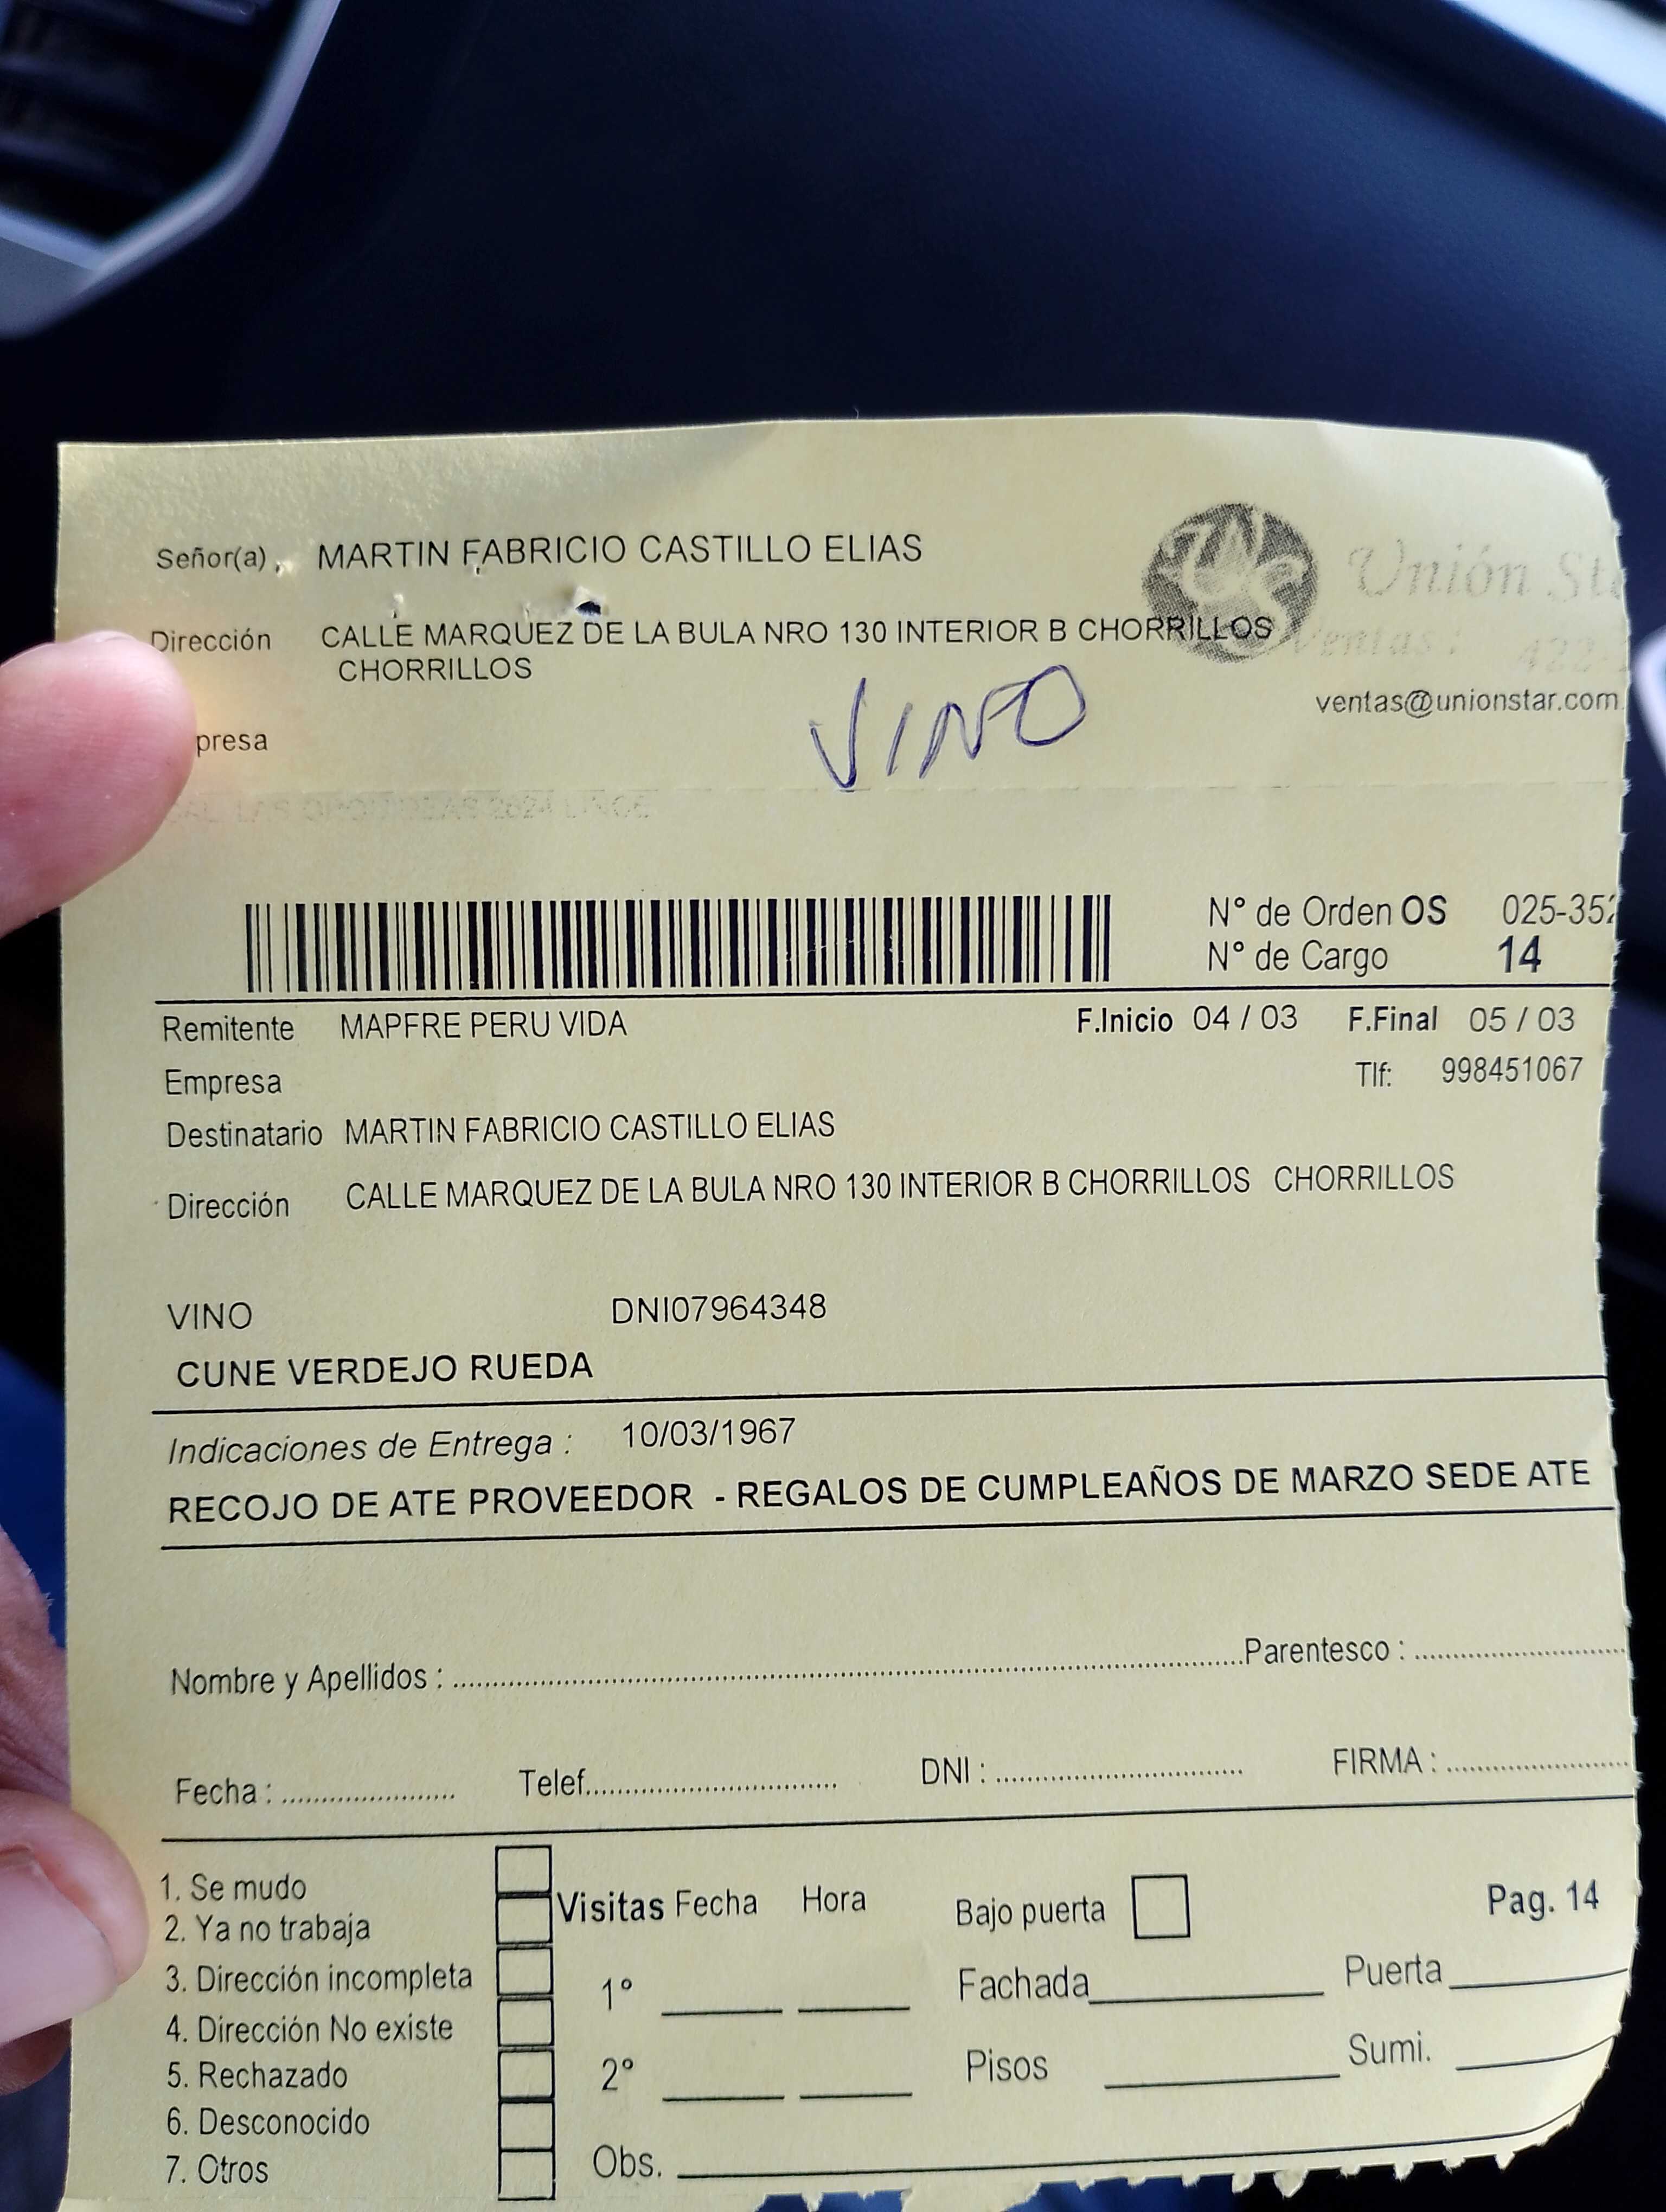 Señor(a), MARTIN FABRICIO CASTILLO ELIAS
Unión
Dirección CALLE MARQUEZ DE LA BULA NRO 130 INTERIOR B CHORRILLOS
CHORRILLOS
Ventas:
VINO
ventas@unionstar.com.
presa
N° de Orden OS 025-35
N° de Cargo 14
Remitente MAPFRE PERU VIDA F.Inicio 04 / 03 F.Final 05 / 03
Empresa Tlf: 998451067
Destinatario MARTIN FABRICIO CASTILLO ELIAS
Dirección CALLE MARQUEZ DE LA BULA NRO 130 INTERIOR B CHORRILLOS CHORRILLOS
VINO DNI07964348
CUNE VERDEJO RUEDA
Indicaciones de Entrega : 10/03/1967
RECOJO DE ATE PROVEEDOR - REGALOS DE CUMPLEAÑOS DE MARZO SEDE ATE
Nombre y Apellidos : Parentesco :
Fecha : Telef. DNI : FIRMA :
1. Se mudo
2. Ya no trabaja
3. Dirección incompleta
4. Dirección No existe
5. Rechazado
6. Desconocido
7. Otros
Visitas Fecha Hora
1°
2°
Obs.
Bajo puerta Pag. 14
Fachada Puerta
Pisos Sumi.